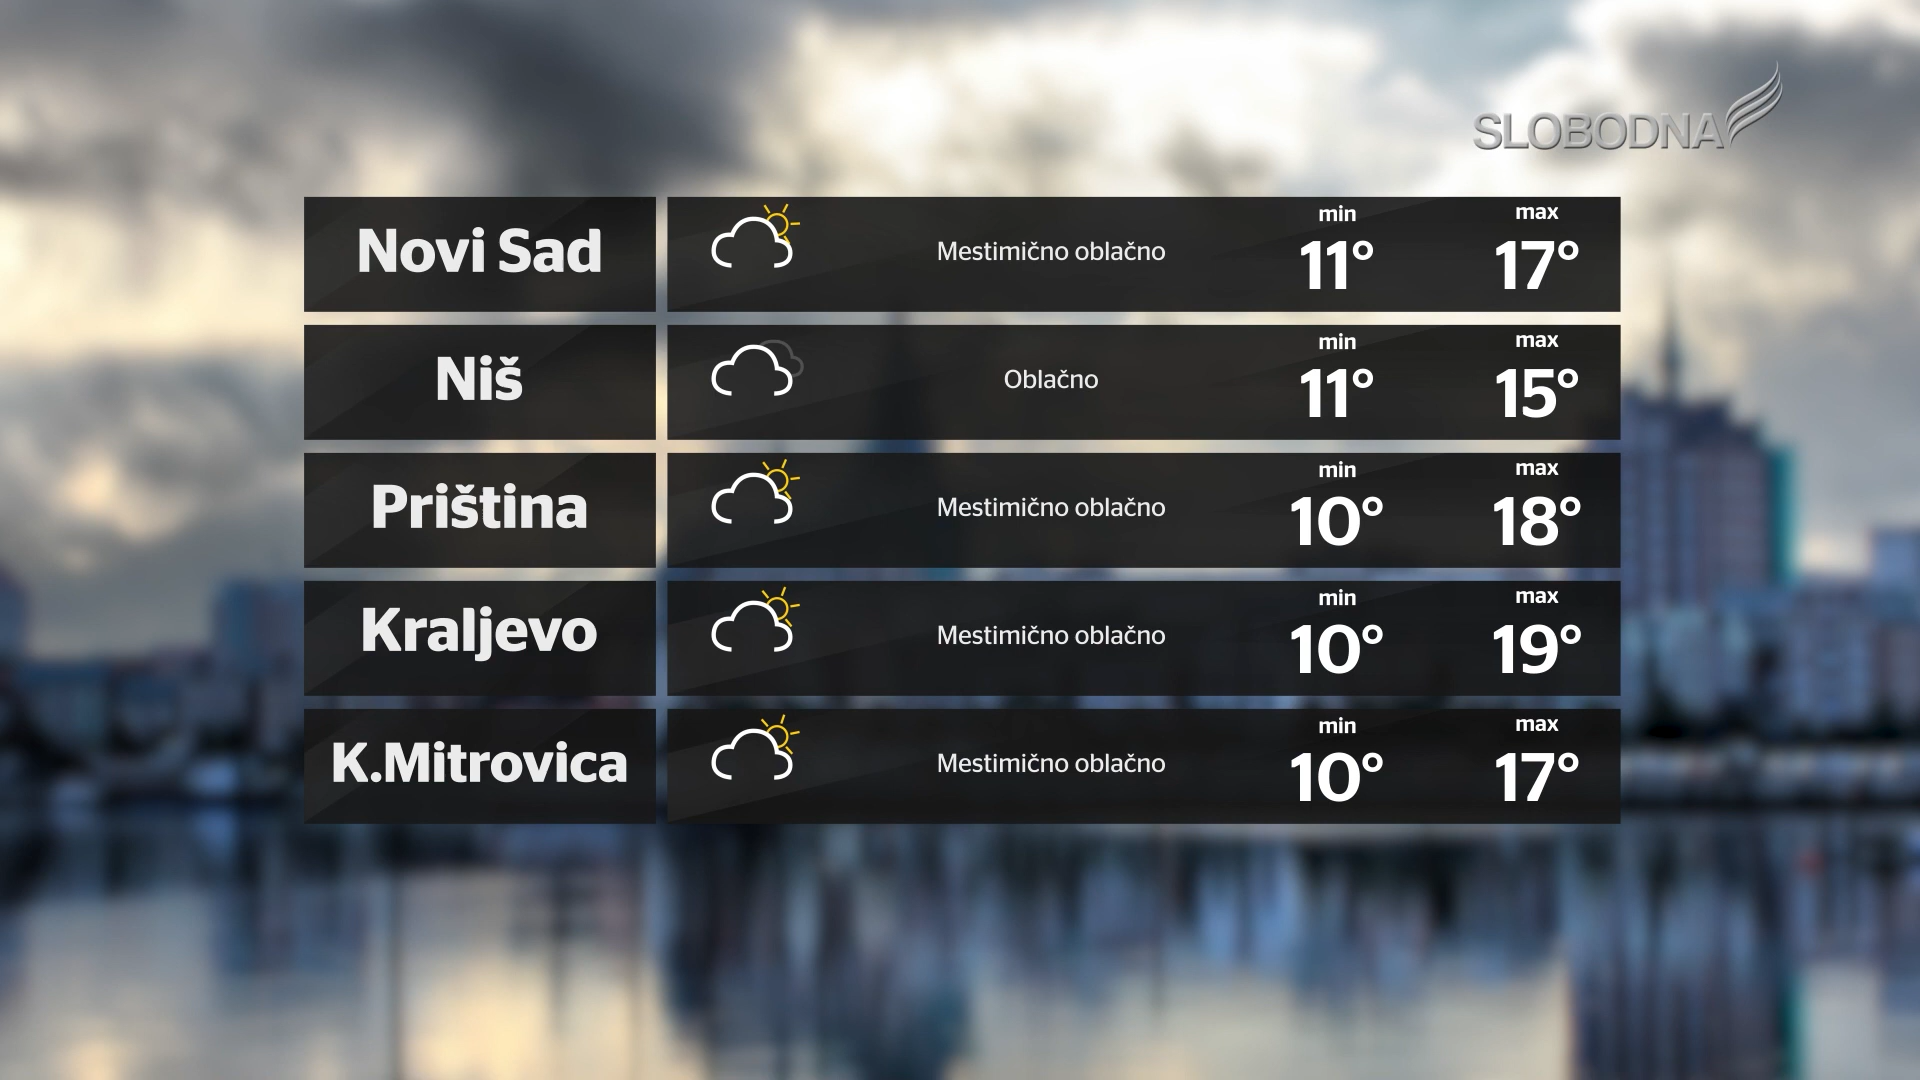 SLOBODNA
Novi Sad
Mestimično oblačno
min
11°
max
17°
Niš
Oblačno
min
11°
max
15°
Priština
Mestimično oblačno
min
10°
max
18°
Kraljevo
Mestimično oblačno
min
10°
max
19°
K.Mitrovica
Mestimično oblačno
min
10°
max
17°